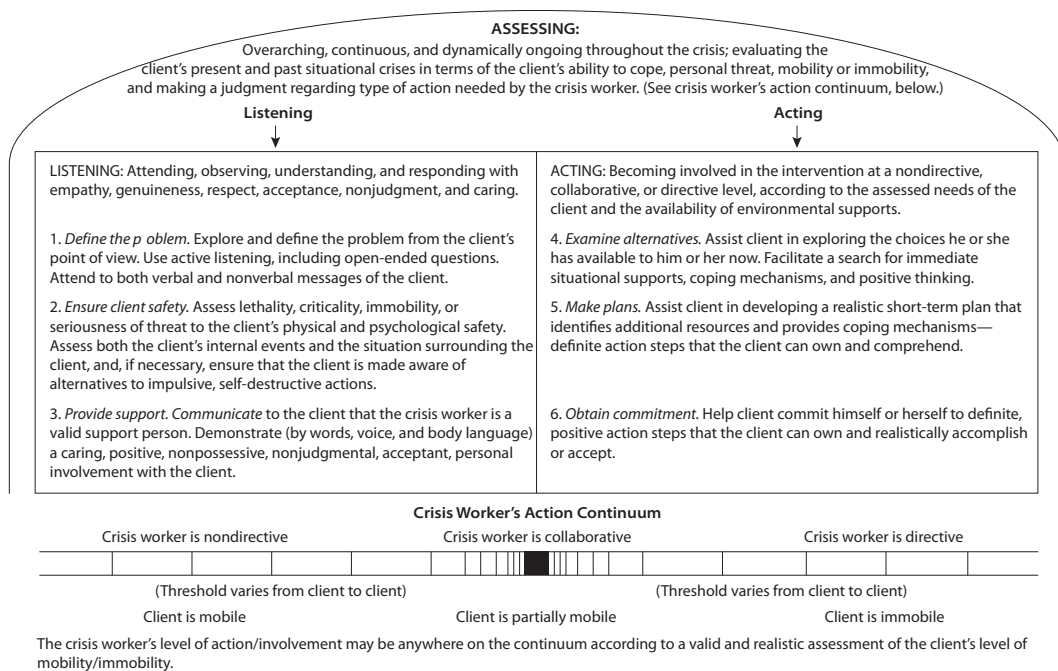 ASSESSING:
Overarching, continuous, and dynamically ongoing throughout the crisis; evaluating the
client's present and past situational crises in terms of the client's ability to cope, personal threat, mobility or immobility,
and making a judgment regarding type of action needed by the crisis worker. (See crisis worker's action continuum, below.)
Listening
Acting
LISTENING: Attending, observing, understanding, and responding with
empathy, genuineness, respect, acceptance, nonjudgment, and caring.
1. Define the p oblem. Explore and define the problem from the client's
point of view. Use active listening, including open-ended questions.
Attend to both verbal and nonverbal messages of the client.
2. Ensure client safety. Assess lethality, criticality, immobility, or
seriousness of threat to the client's physical and psychological safety.
Assess both the client's internal events and the situation surrounding the
client, and, if necessary, ensure that the client is made aware of
alternatives to impulsive, self-destructive actions.
3. Provide support. Communicate to the client that the crisis worker is a
valid support person. Demonstrate (by words, voice, and body language)
a caring, positive, nonpossessive, nonjudgmental, acceptant, personal
involvement with the client.
ACTING: Becoming involved in the intervention at a nondirective,
collaborative, or directive level, according to the assessed needs of the
client and the availability of environmental supports.
4. Examine alternatives. Assist client in exploring the choices he or she
has available to him or her now. Facilitate a search for immediate
situational supports, coping mechanisms, and positive thinking.
5. Make plans. Assist client in developing a realistic short-term plan that
identifies additional resources and provides coping mechanisms—
definite action steps that the client can own and comprehend.
6. Obtain commitment. Help client commit himself or herself to definite,
positive action steps that the client can own and realistically accomplish
or accept.
Crisis Worker's Action Continuum
Crisis worker is nondirective
Crisis worker is collaborative
Crisis worker is directive
(Threshold varies from client to client)
(Threshold varies from client to client)
Client is mobile
Client is partially mobile
Client is immobile
The crisis worker's level of action/involvement may be anywhere on the continuum according to a valid and realistic assessment of the client's level of
mobility/immobility.